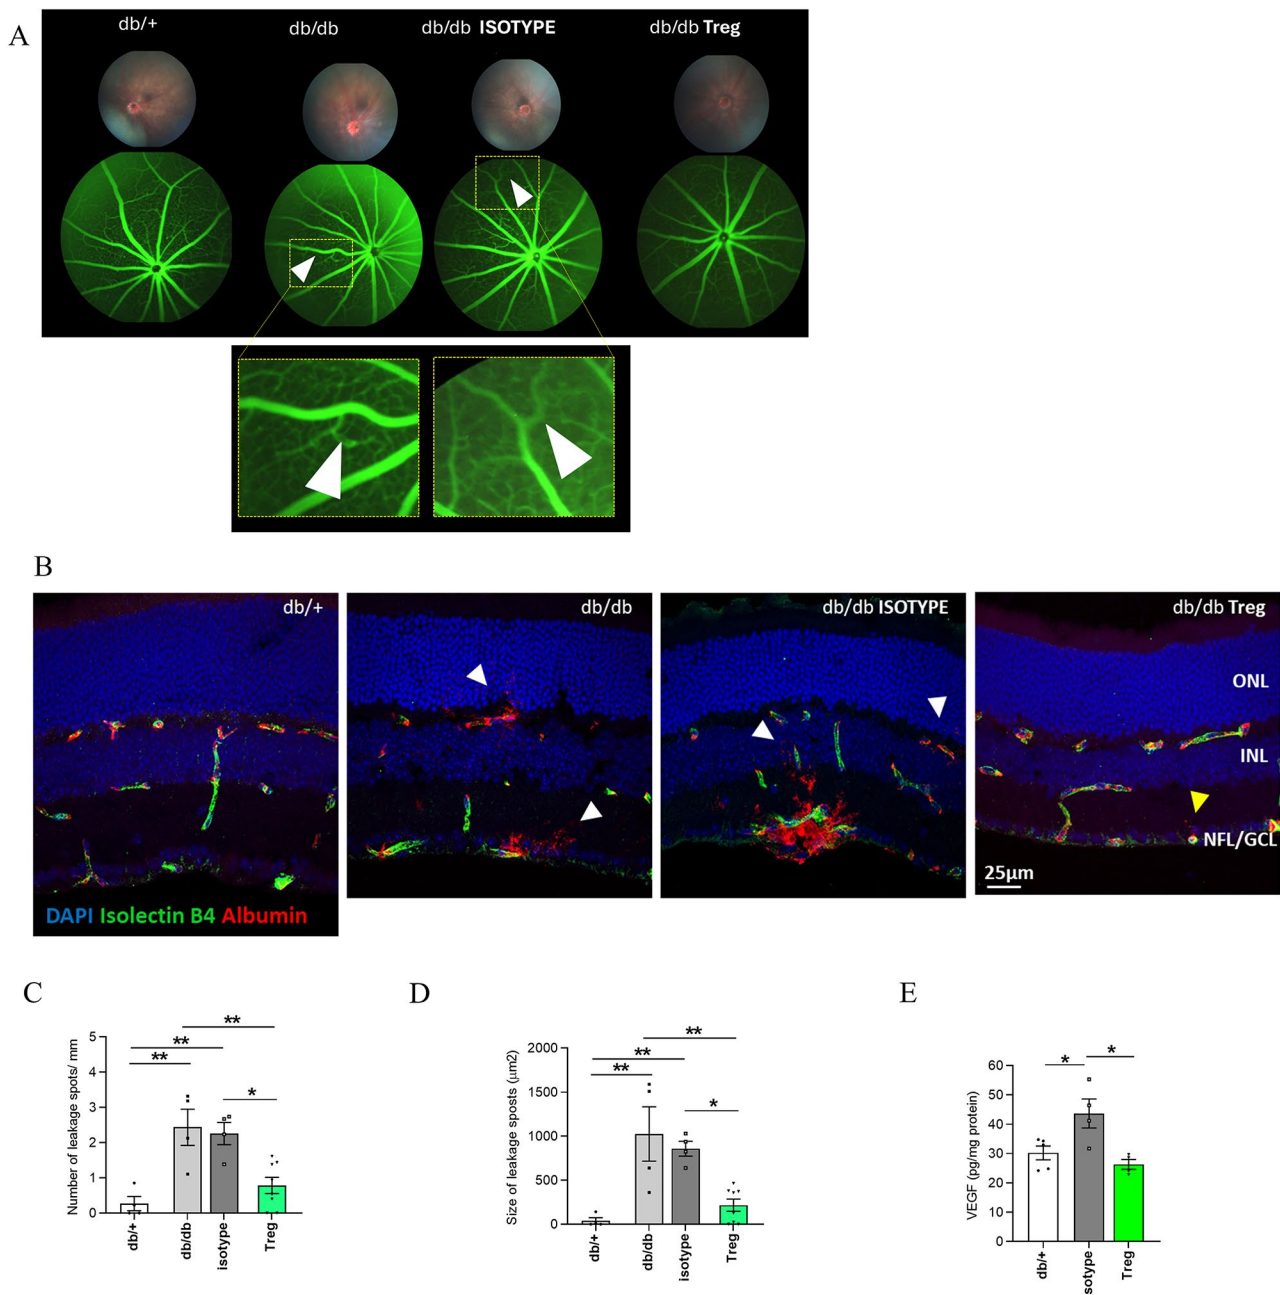 A
db/+
db/db
db/db ISOTYPE
db/db Treg
B
db/+
db/db
db/db ISOTYPE
db/db Treg
ONL
INL
NFL/GCL
25µm
DAPI Isolectin B4 Albumin
C
D
E
Number of leakage spots/ mm
5
4
3
2
1
0
**
**
**
*
db/+
db/db
isotype
Treg
Size of leakage sposts (µm2)
2000
1500
1000
500
0
**
**
**
*
db/+
db/db
isotype
Treg
VEGF (pg/mg protein)
60
50
40
30
20
10
0
*
*
db/+
sotype
Treg